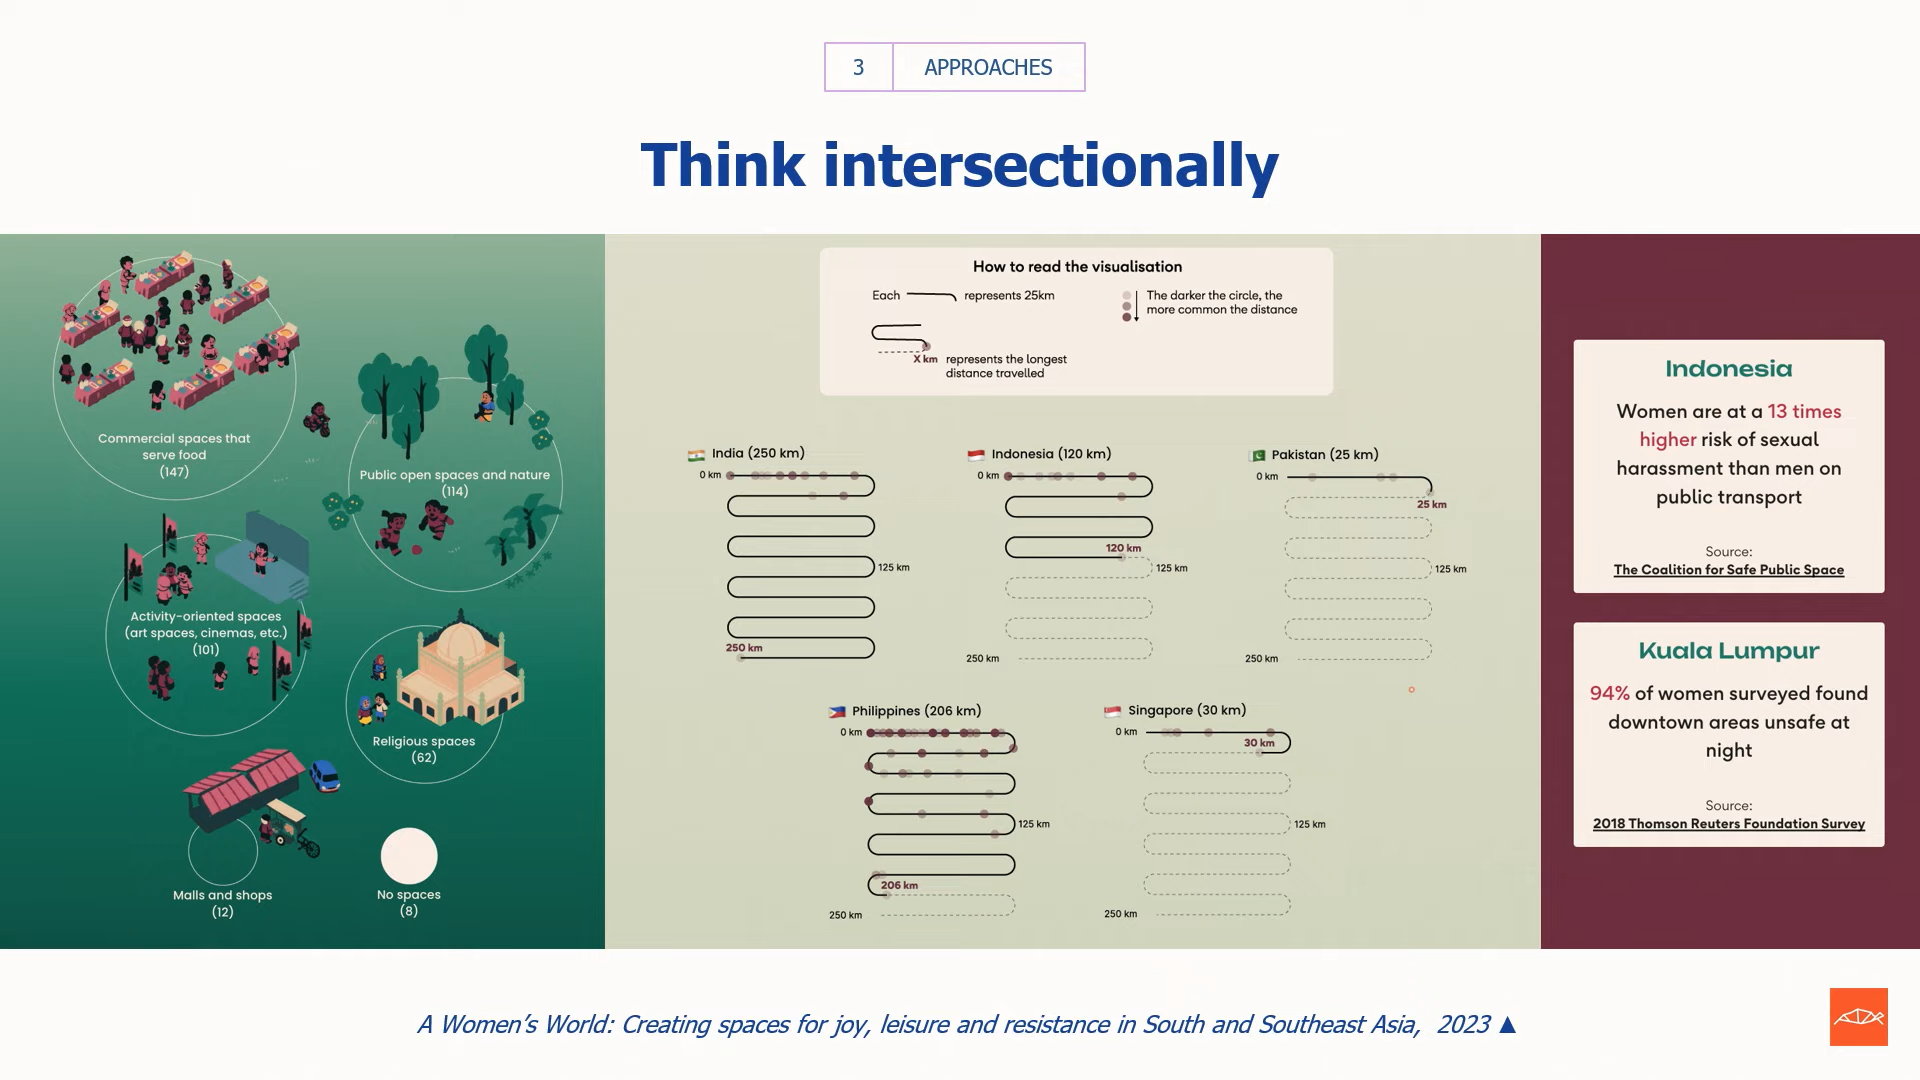 3 APPROACHES
Think intersectionally
Commercial spaces that
serve food
(147)
Public open spaces and nature
(114)
Activity-oriented spaces
(art spaces, cinemas, etc.)
(101)
Religious spaces
(62)
Malls and shops
(12)
No spaces
(8)
How to read the visualisation
Each represents 25km
The darker the circle, the
more common the distance
X km represents the longest
distance travelled
India (250 km)
0 km
125 km
250 km
Indonesia (120 km)
0 km
120 km
125 km
250 km
Pakistan (25 km)
0 km
25 km
125 km
250 km
Philippines (206 km)
0 km
125 km
206 km
250 km
Singapore (30 km)
0 km
30 km
125 km
250 km
Indonesia
Women are at a 13 times
higher risk of sexual
harassment than men on
public transport
Source:
The Coalition for Safe Public Space
Kuala Lumpur
94% of women surveyed found
downtown areas unsafe at
night
Source:
2018 Thomson Reuters Foundation Survey
A Women’s World: Creating spaces for joy, leisure and resistance in South and Southeast Asia, 2023 ▲